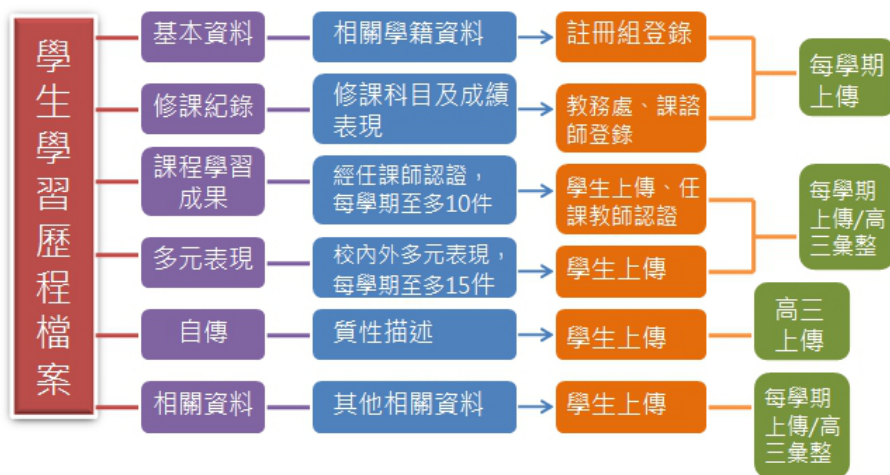 學生學習歷程檔案
基本資料
相關學籍資料
註冊組登錄
每學期
上傳
修課紀錄
修課科目及成績
表現
教務處、課諮
師登錄
課程學習
成果
經任課師認證，
每學期至多10件
學生上傳、任
課教師認證
每學期
上傳/高
三彙整
多元表現
校內外多元表現，
每學期至多15件
學生上傳
自傳
質性描述
學生上傳
高三
上傳
相關資料
其他相關資料
學生上傳
每學期
上傳/高
三彙整